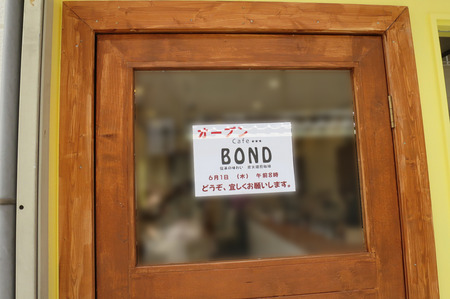 オープン
Cafe•••
BOND
6月1日 (水) 午前8時
どうぞ、宜しくお願いします。